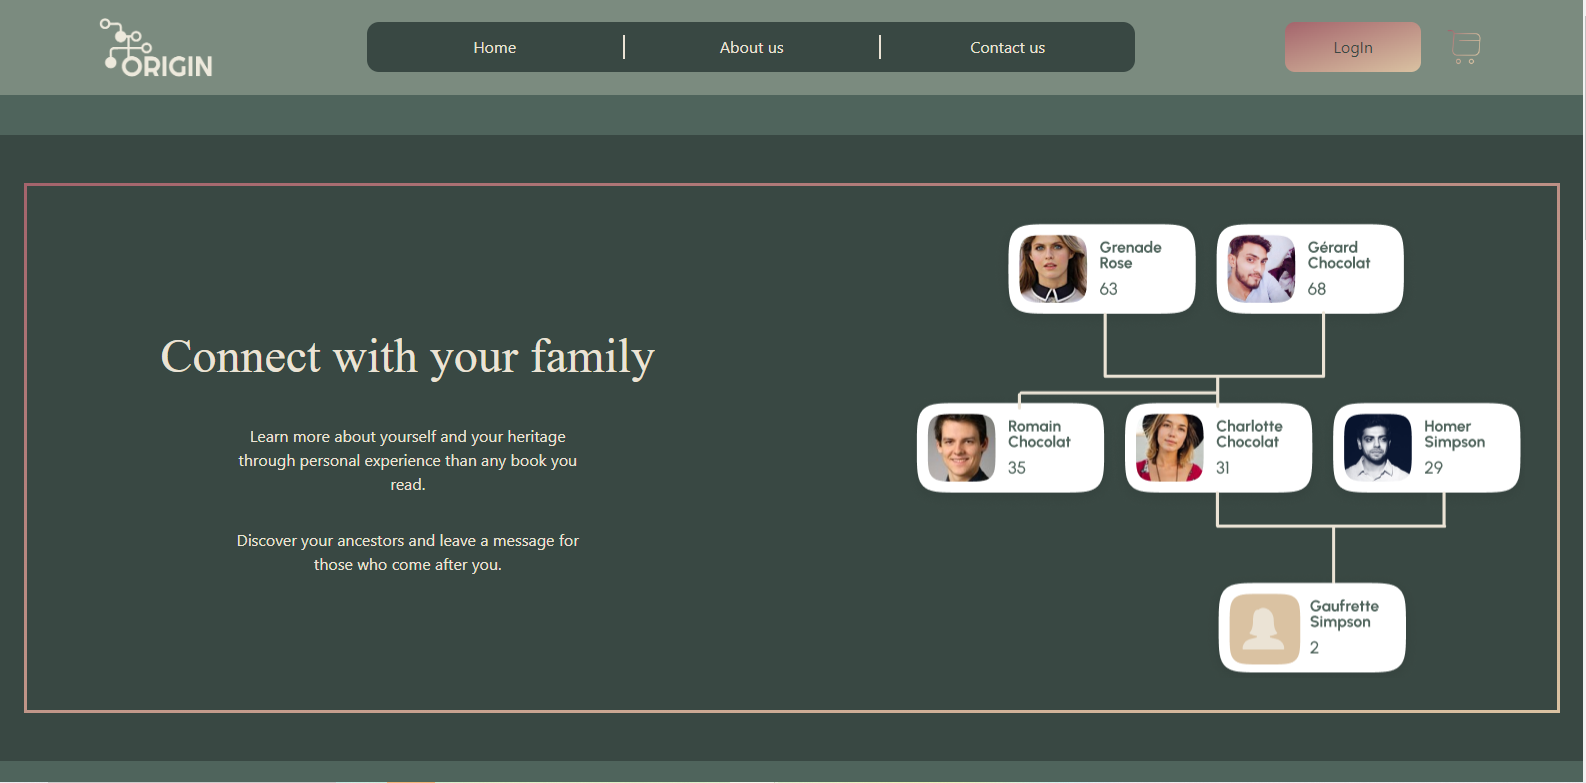 ORIGIN
Home
About us
Contact us
LogIn
Connect with your family
Learn more about yourself and your heritage
through personal experience than any book you
read.
Discover your ancestors and leave a message for
those who come after you.
Grenade
Rose
63
Gérard
Chocolat
68
Romain
Chocolat
35
Charlotte
Chocolat
31
Homer
Simpson
29
Gaufrette
Simpson
2